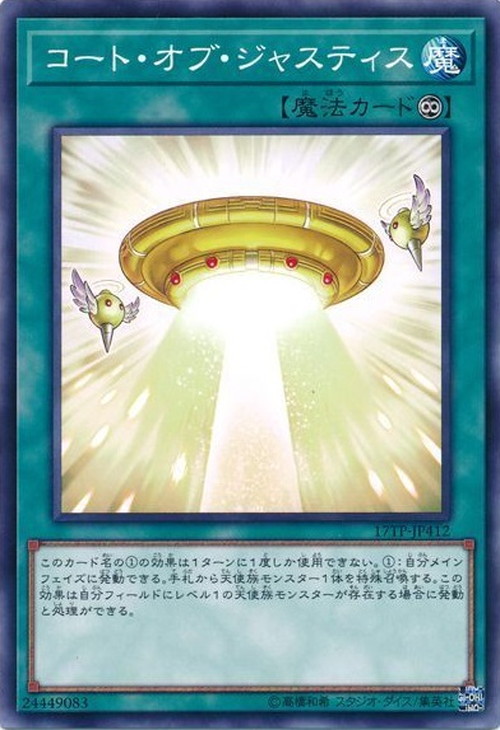 コート・オブ・ジャスティス 魔
【魔法カード】
17TP-JP412
このカード名の①の効果は1ターンに1度しか使用できない。①：自分メイン
フェイズに発動できる。手札から天使族モンスター1体を特殊召喚する。この
効果は自分フィールドにレベル1の天使族モンスターが存在する場合に発動
と処理ができる。
24449083 ©高橋和希 スタジオ・ダイス/集英社